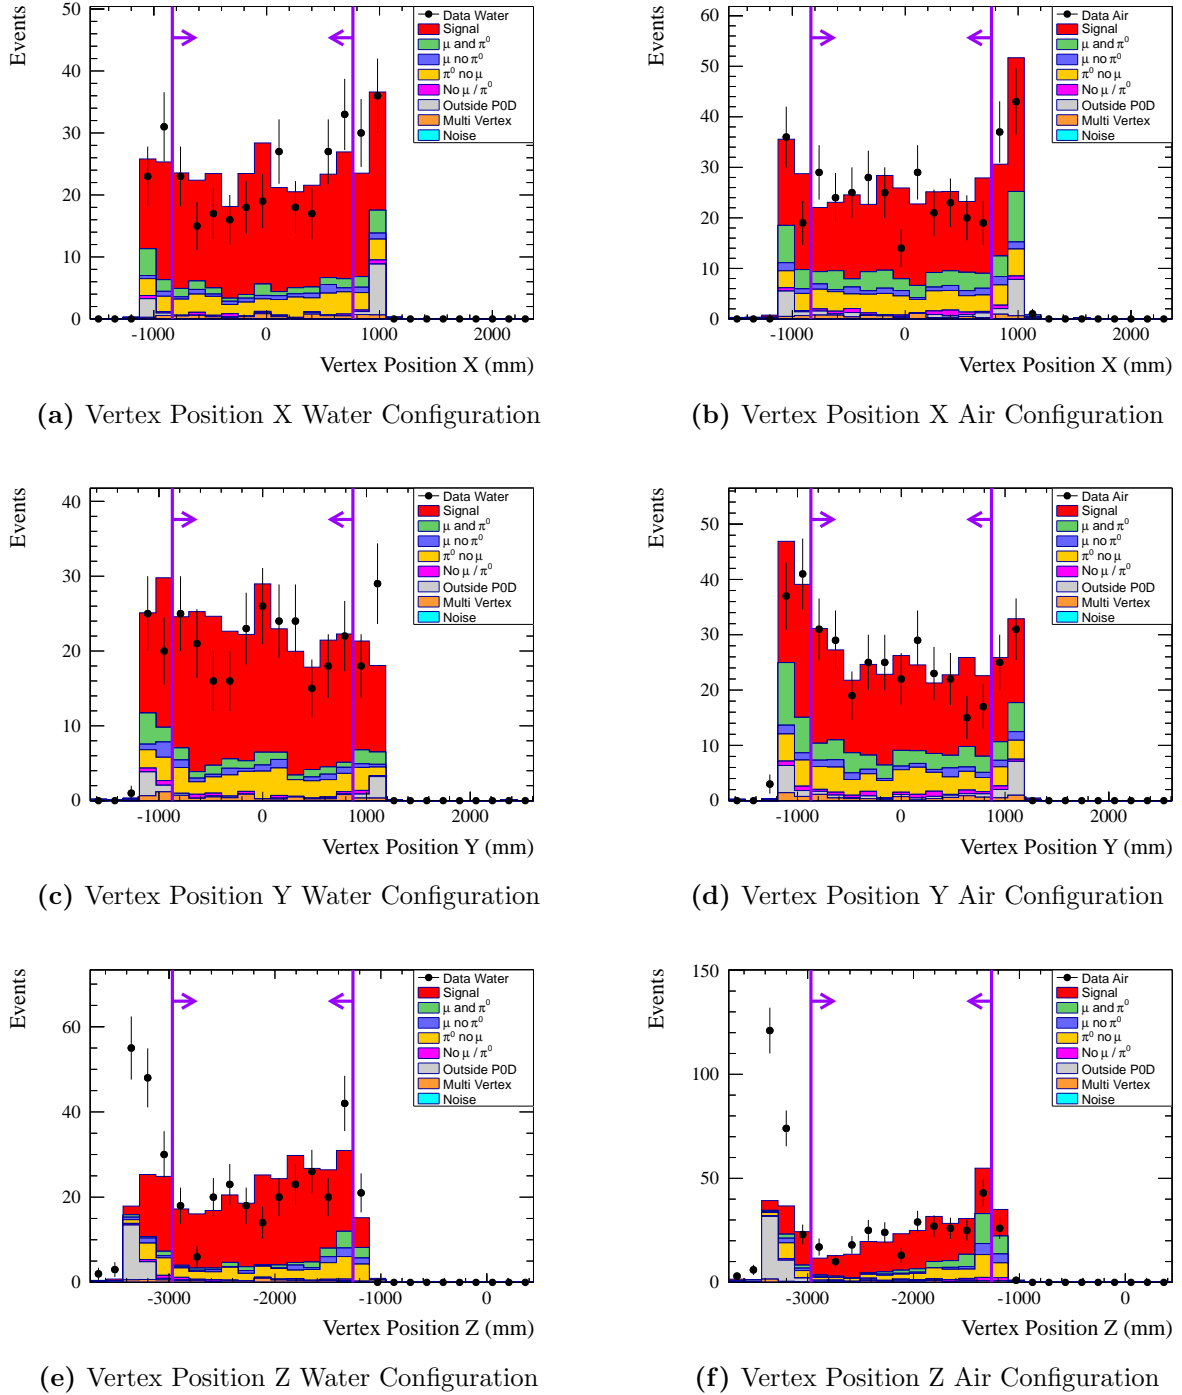 Events
40
30
20
10
0
-1000
0
1000
2000
Vertex Position X (mm)
Data Water
Signal
μ and π⁰
μ no π⁰
π⁰ no μ
No μ / π⁰
Outside P0D
Multi Vertex
Noise
(a) Vertex Position X Water Configuration
Events
60
50
40
30
20
10
0
-1000
0
1000
2000
Vertex Position X (mm)
Data Air
Signal
μ and π⁰
μ no π⁰
π⁰ no μ
No μ / π⁰
Outside P0D
Multi Vertex
Noise
(b) Vertex Position X Air Configuration
Events
40
30
20
10
0
-1000
0
1000
2000
Vertex Position Y (mm)
Data Water
Signal
μ and π⁰
μ no π⁰
π⁰ no μ
No μ / π⁰
Outside P0D
Multi Vertex
Noise
(c) Vertex Position Y Water Configuration
Events
50
40
30
20
10
0
-1000
0
1000
2000
Vertex Position Y (mm)
Data Air
Signal
μ and π⁰
μ no π⁰
π⁰ no μ
No μ / π⁰
Outside P0D
Multi Vertex
Noise
(d) Vertex Position Y Air Configuration
Events
60
40
20
0
-3000
-2000
-1000
0
Vertex Position Z (mm)
Data Water
Signal
μ and π⁰
μ no π⁰
π⁰ no μ
No μ / π⁰
Outside P0D
Multi Vertex
Noise
(e) Vertex Position Z Water Configuration
Events
150
100
50
0
-3000
-2000
-1000
0
Vertex Position Z (mm)
Data Air
Signal
μ and π⁰
μ no π⁰
π⁰ no μ
No μ / π⁰
Outside P0D
Multi Vertex
Noise
(f) Vertex Position Z Air Configuration